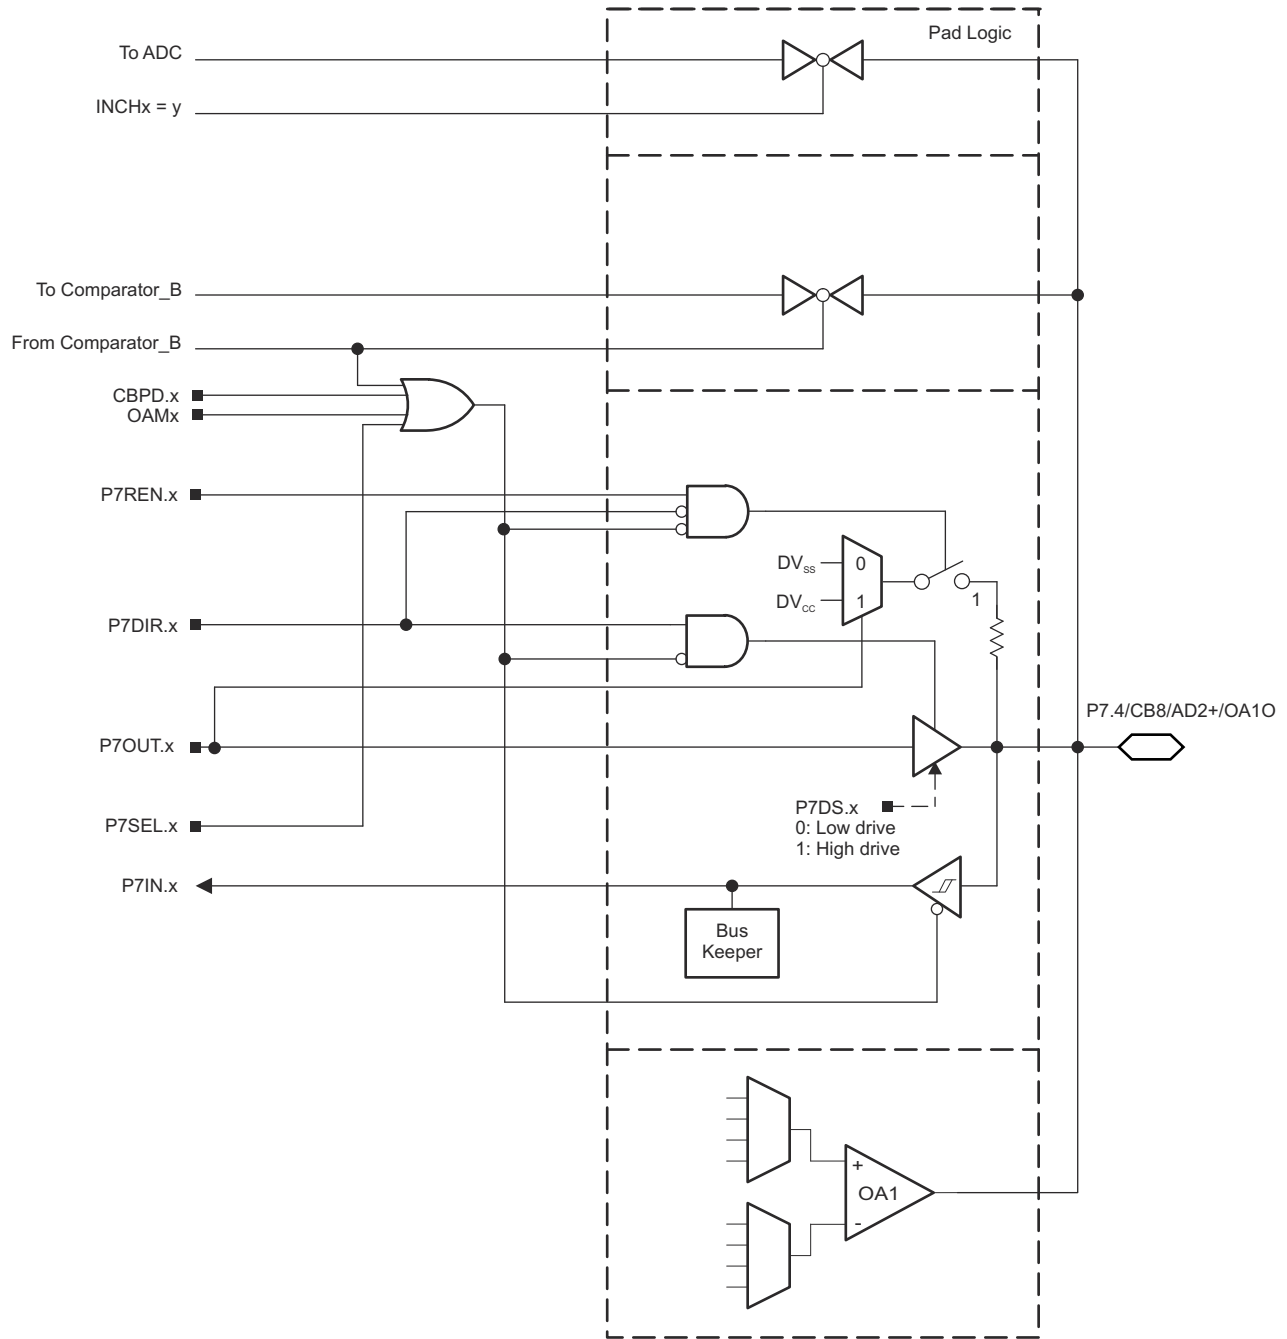 Pad Logic
To ADC
INCHx = y
To Comparator_B
From Comparator_B
CBPD.x
OAMx
P7REN.x
DVSS
0
DVCC
1
1
P7DIR.x
P7.4/CB8/AD2+/OA1O
P7OUT.x
P7DS.x
0: Low drive
1: High drive
P7SEL.x
P7IN.x
Bus
Keeper
+
OA1
-